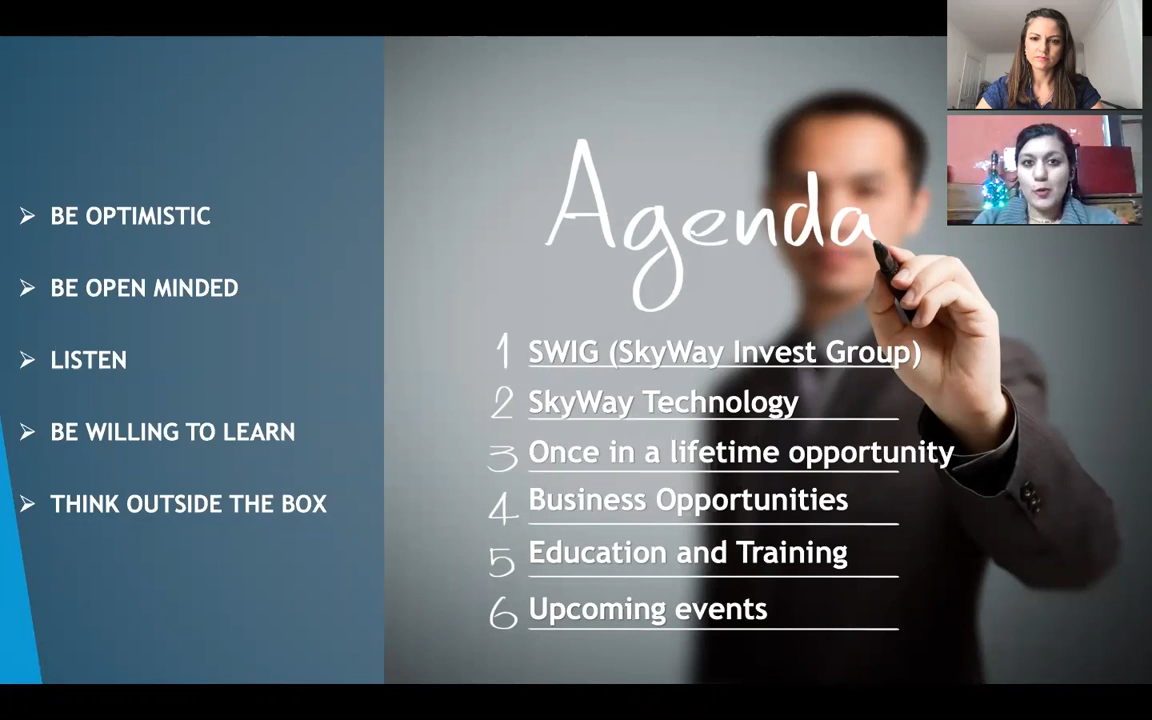 BE OPTIMISTIC
BE OPEN MINDED
LISTEN
BE WILLING TO LEARN
THINK OUTSIDE THE BOX
Agenda
1 SWIG (SkyWay Invest Group)
2 SkyWay Technology
3 Once in a lifetime opportunity
4 Business Opportunities
5 Education and Training
6 Upcoming events